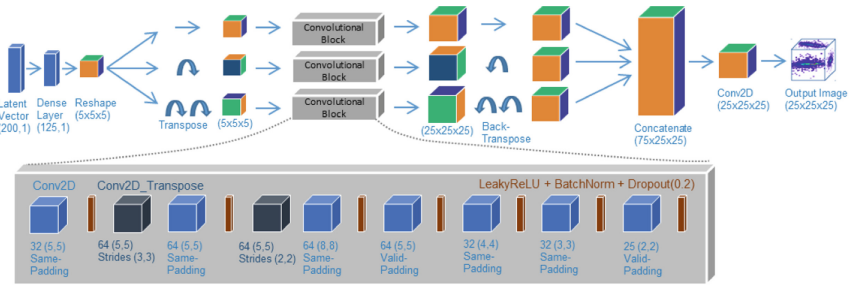 Latent
Vector
(200,1)
Dense
Layer
(125,1)
Reshape
(5x5x5)
Transpose
(5x5x5)
Convolutional
Block
Convolutional
Block
Convolutional
Block
(25x25x25)
Back-
Transpose
Concatenate
(75x25x25)
Conv2D
(25x25x25)
Output Image
(25x25x25)
Conv2D
Conv2D_Transpose
LeakyReLU + BatchNorm + Dropout(0.2)
32 (5,5)
Same-
Padding
64 (5,5)
Strides (3,3)
64 (5,5)
Same-
Padding
64 (5,5)
Strides (2,2)
64 (8,8)
Same-
Padding
64 (5,5)
Valid-
Padding
32 (4,4)
Same-
Padding
32 (3,3)
Same-
Padding
25 (2,2)
Valid-
Padding